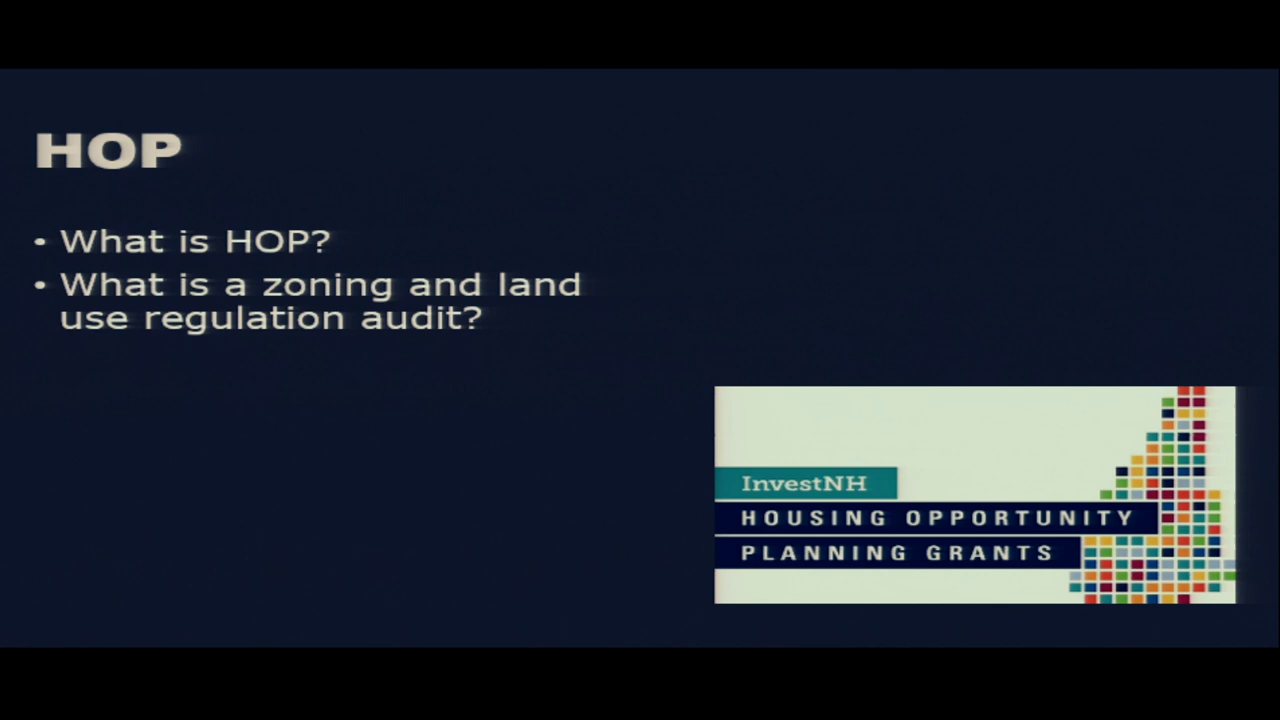 HOP
• What is HOP?
• What is a zoning and land
use regulation audit?
InvestNH
HOUSING OPPORTUNITY
PLANNING GRANTS